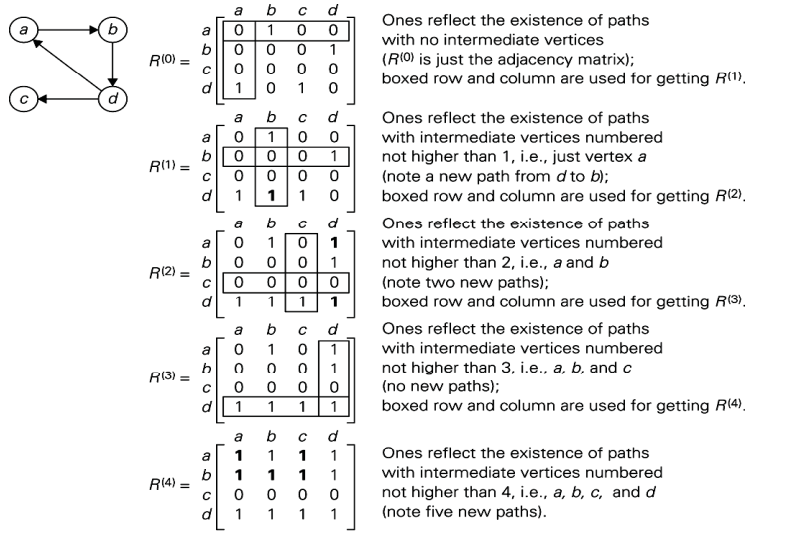 a b
c d
a b c d
R(0) =
a 0 1 0 0
b 0 0 0 1
c 0 0 0 0
d 1 0 1 0
Ones reflect the existence of paths
with no intermediate vertices
(R(0) is just the adjacency matrix);
boxed row and column are used for getting R(1).
a b c d
R(1) =
a 0 1 0 0
b 0 0 0 1
c 0 0 0 0
d 1 1 1 0
Ones reflect the existence of paths
with intermediate vertices numbered
not higher than 1, i.e., just vertex a
(note a new path from d to b);
boxed row and column are used for getting R(2).
a b c d
R(2) =
a 0 1 0 1
b 0 0 0 1
c 0 0 0 0
d 1 1 1 1
Ones reflect the existence of paths
with intermediate vertices numbered
not higher than 2, i.e., a and b
(note two new paths);
boxed row and column are used for getting R(3).
a b c d
R(3) =
a 0 1 0 1
b 0 0 0 1
c 0 0 0 0
d 1 1 1 1
Ones reflect the existence of paths
with intermediate vertices numbered
not higher than 3, i.e., a, b, and c
(no new paths);
boxed row and column are used for getting R(4).
a b c d
R(4) =
a 1 1 1 1
b 1 1 1 1
c 0 0 0 0
d 1 1 1 1
Ones reflect the existence of paths
with intermediate vertices numbered
not higher than 4, i.e., a, b, c, and d
(note five new paths).